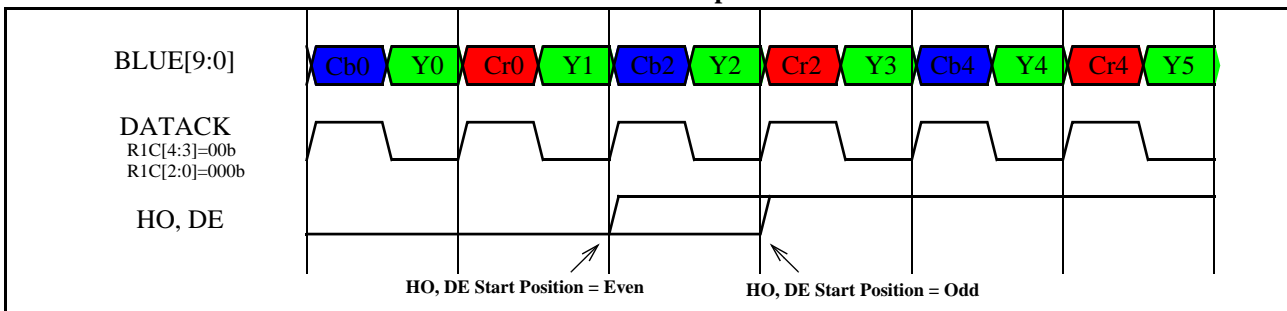 BLUE[9:0]
Cb0 Y0 Cr0 Y1 Cb2 Y2 Cr2 Y3 Cb4 Y4 Cr4 Y5
DATACK
R1C[4:3]=00b
R1C[2:0]=000b
HO, DE
HO, DE Start Position = Even
HO, DE Start Position = Odd